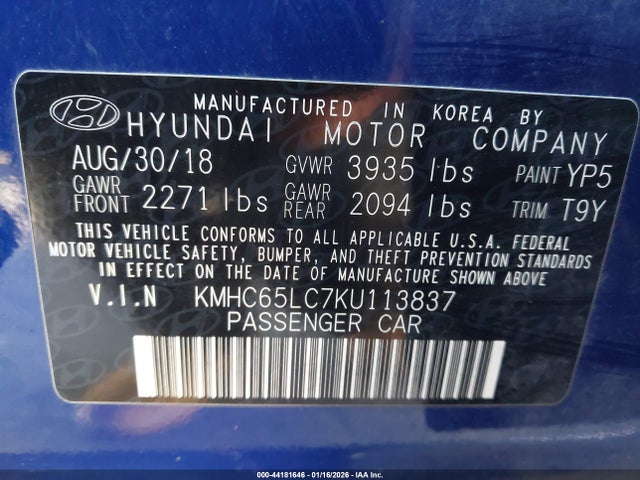 MANUFACTURED IN KOREA BY
HYUNDAI MOTOR COMPANY
AUG/30/18 GVWR 3935 lbs PAINT YP5
GAWR FRONT 2271 lbs GAWR REAR 2094 lbs TRIM T9Y
THIS VEHICLE CONFORMS TO ALL APPLICABLE U.S.A. FEDERAL
MOTOR VEHICLE SAFETY, BUMPER, AND THEFT PREVENTION STANDARDS
IN EFFECT ON THE DATE OF MANUFACTURE SHOWN ABOVE.
V.I.N KMHC65LC7KU113837
PASSENGER CAR
000-44181646 - 01/16/2026 - IAA Inc.